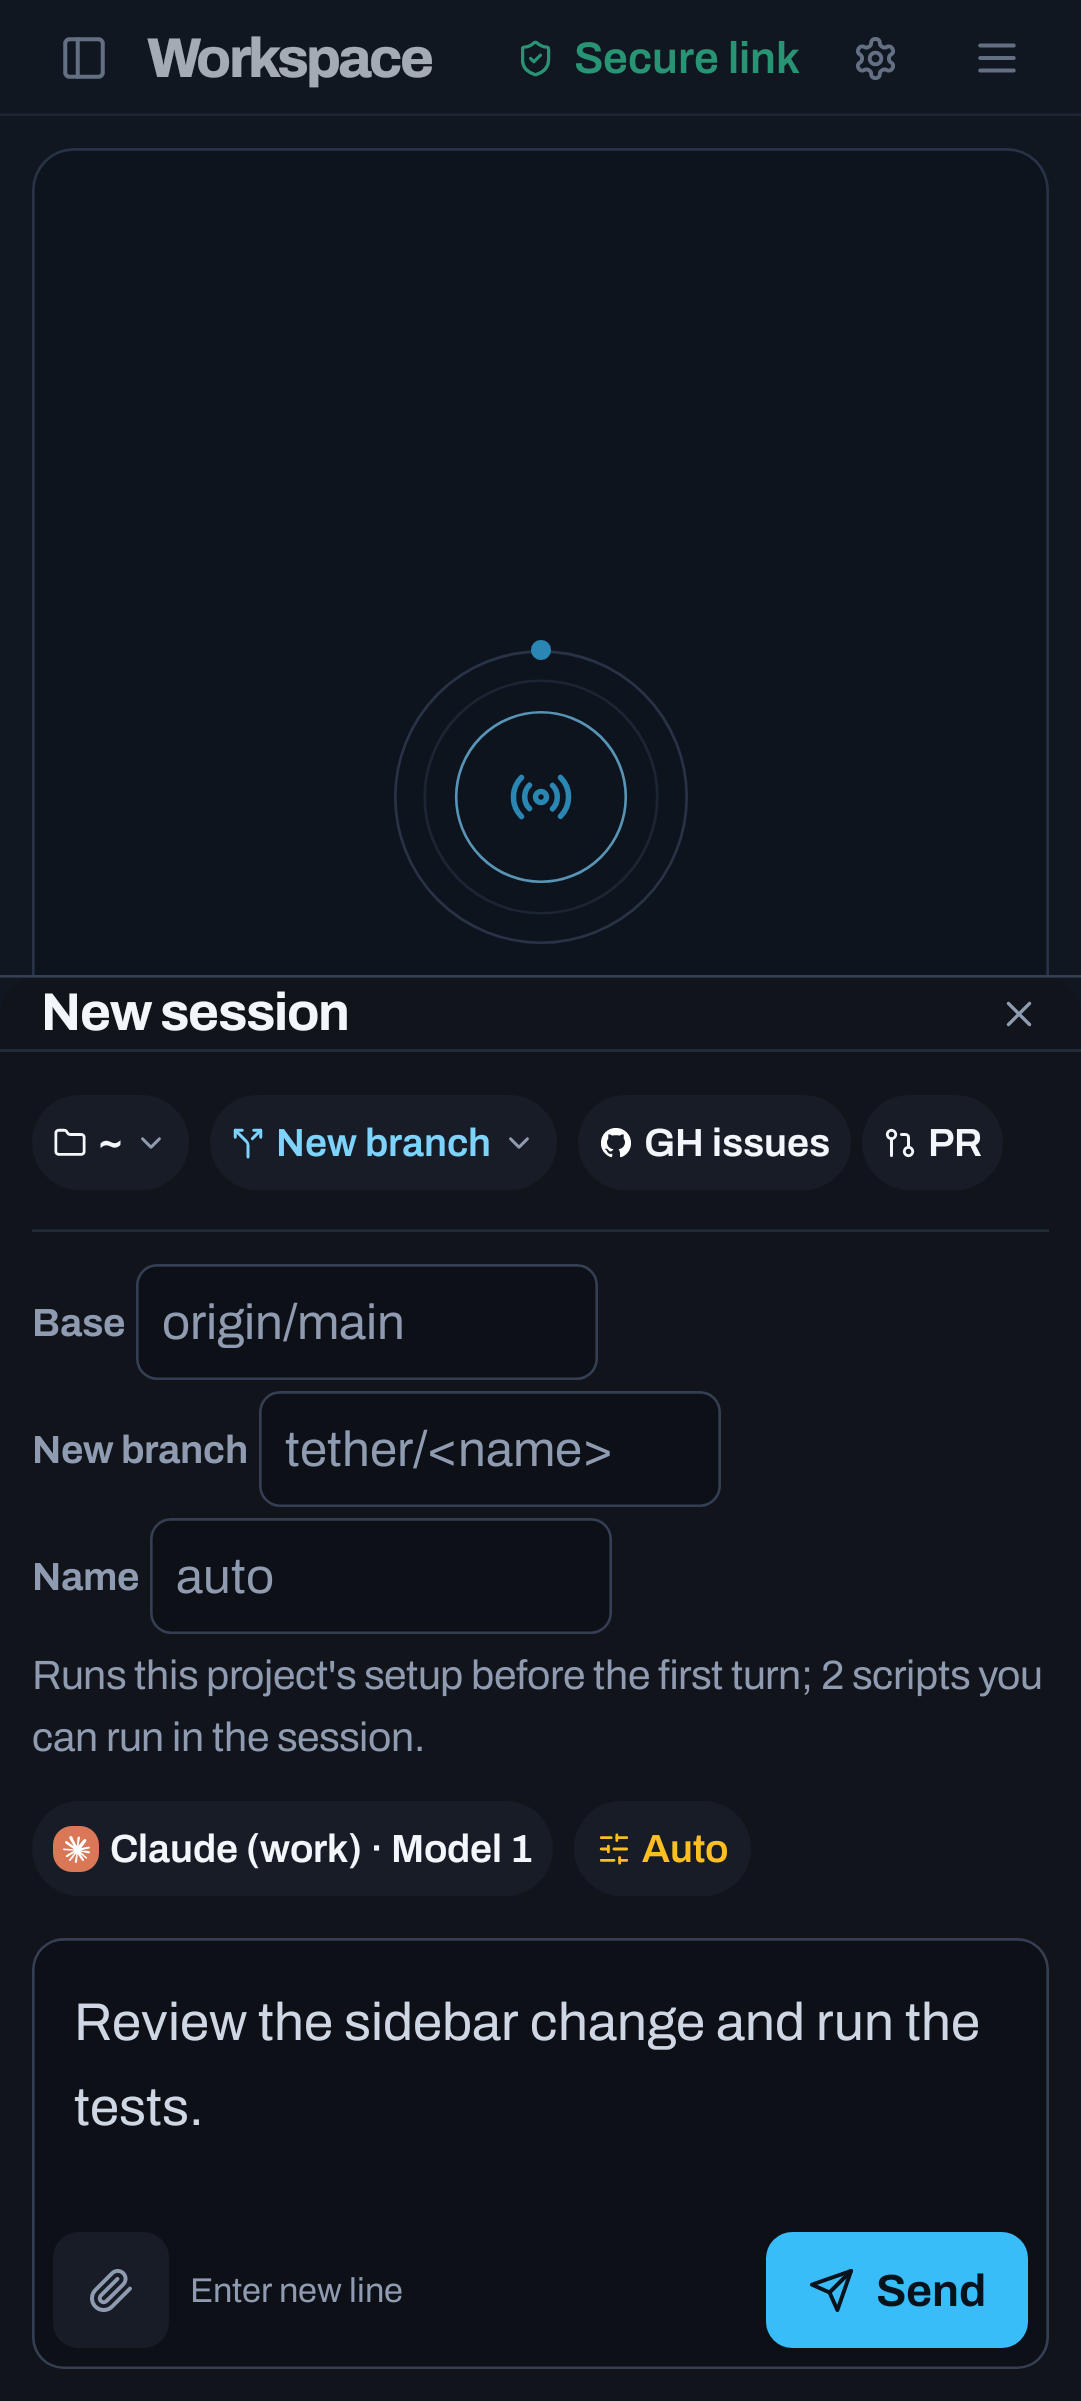 Workspace
Secure link
New session
~
New branch
GH issues
PR
Base
origin/main
New branch
tether/<name>
Name
auto
Runs this project's setup before the first turn; 2 scripts you
can run in the session.
Claude (work) · Model 1
Auto
Review the sidebar change and run the
tests.
Enter new line
Send